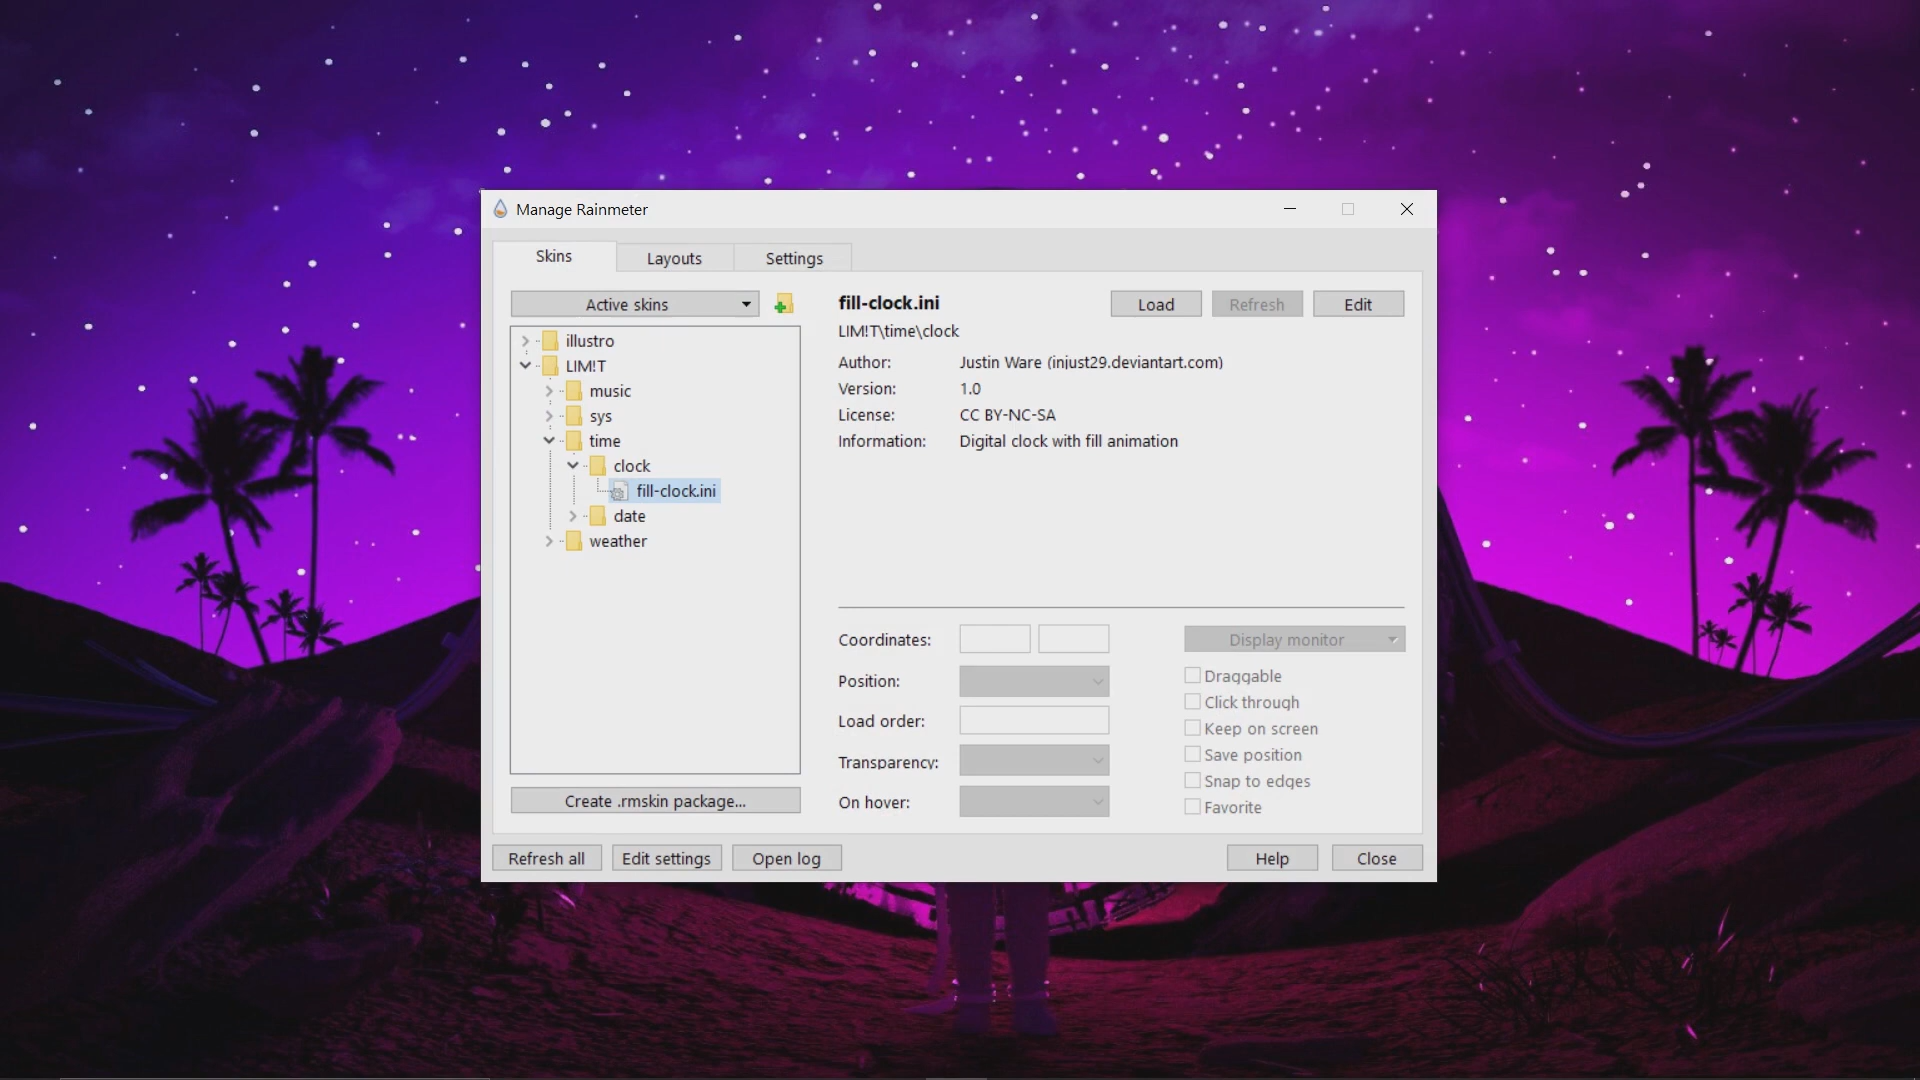 Manage Rainmeter
Skins
Layouts
Settings
Active skins
illustro
LIM!T
music
sys
time
clock
fill-clock.ini
date
weather
Create .rmskin package...
fill-clock.ini
Load
Refresh
Edit
LIM!T\time\clock
Author: Justin Ware (injust29.deviantart.com)
Version: 1.0
License: CC BY-NC-SA
Information: Digital clock with fill animation
Coordinates:
Position:
Load order:
Transparency:
On hover:
Display monitor
Draggable
Click through
Keep on screen
Save position
Snap to edges
Favorite
Refresh all
Edit settings
Open log
Help
Close